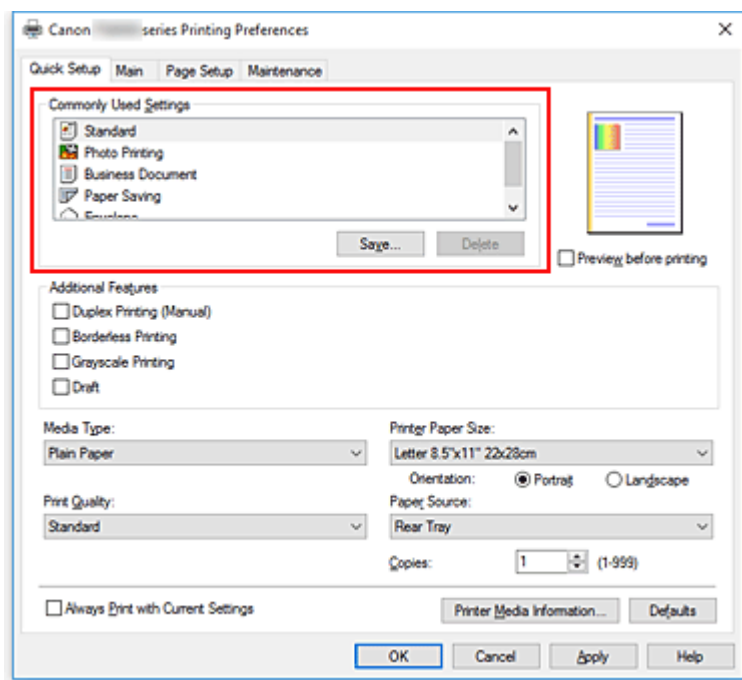 Canon series Printing Preferences
Quick Setup Main Page Setup Maintenance
Commonly Used Settings
Standard
Photo Printing
Business Document
Paper Saving
Envelope
Save... Delete
Preview before printing
Additional Features
Duplex Printing (Manual)
Borderless Printing
Grayscale Printing
Draft
Media Type: Printer Paper Size:
Plain Paper Letter 8.5"x11" 22x28cm
Orientation: Portrait Landscape
Print Quality: Paper Source:
Standard Rear Tray
Copies: 1 (1-999)
Always Print with Current Settings Printer Media Information... Defaults
OK Cancel Apply Help